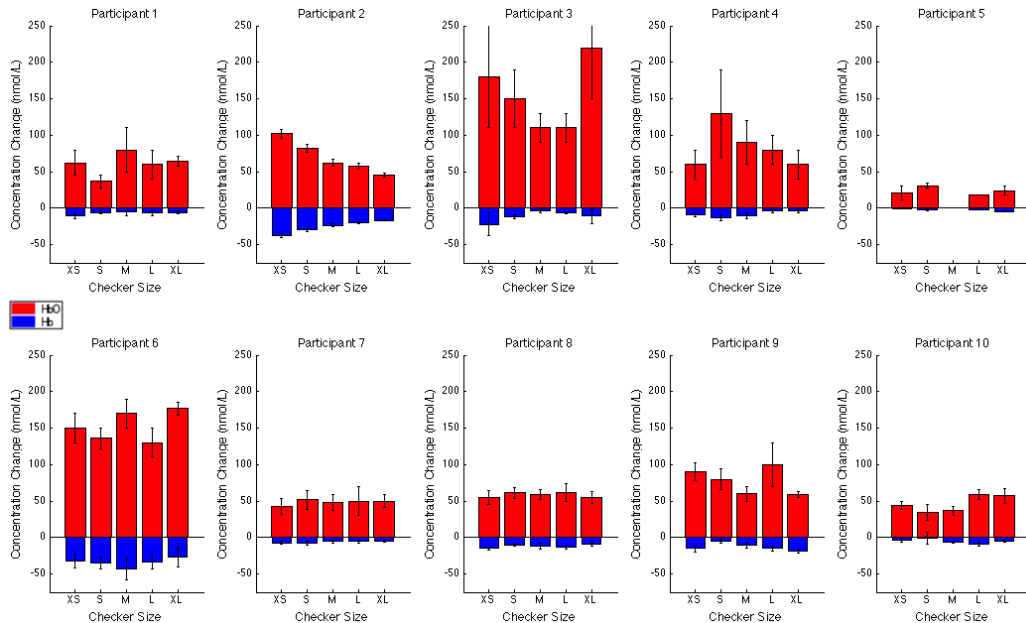 Participant 1
250
200
150
100
50
0
-50
Concentration Change (nmol/L)
XS S M L XL
Checker Size
Participant 2
250
200
150
100
50
0
-50
Concentration Change (nmol/L)
XS S M L XL
Checker Size
Participant 3
250
200
150
100
50
0
-50
Concentration Change (nmol/L)
XS S M L XL
Checker Size
Participant 4
250
200
150
100
50
0
-50
Concentration Change (nmol/L)
XS S M L XL
Checker Size
Participant 5
250
200
150
100
50
0
-50
Concentration Change (nmol/L)
XS S M L XL
Checker Size
HbO
Hb
Participant 6
250
200
150
100
50
0
-50
Concentration Change (nmol/L)
XS S M L XL
Checker Size
Participant 7
250
200
150
100
50
0
-50
Concentration Change (nmol/L)
XS S M L XL
Checker Size
Participant 8
250
200
150
100
50
0
-50
Concentration Change (nmol/L)
XS S M L XL
Checker Size
Participant 9
250
200
150
100
50
0
-50
Concentration Change (nmol/L)
XS S M L XL
Checker Size
Participant 10
250
200
150
100
50
0
-50
Concentration Change (nmol/L)
XS S M L XL
Checker Size